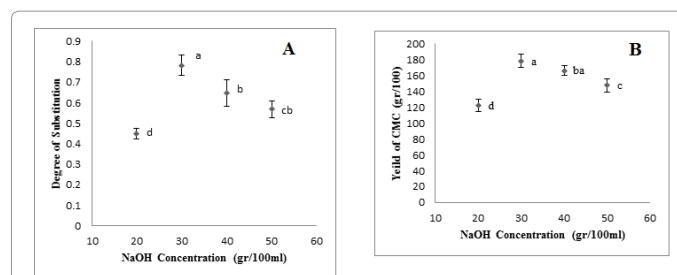 A
0.9
0.8
0.7
0.6
0.5
0.4
0.3
0.2
0.1
0
Degree of Substitution
a
b
cb
d
10 20 30 40 50 60
NaOH Concentration (gr/100ml)
B
200
180
160
140
120
100
80
60
40
20
0
Yeild of CMC (gr/100)
a
ba
c
d
10 20 30 40 50 60
NaOH Concentration (gr/100ml)